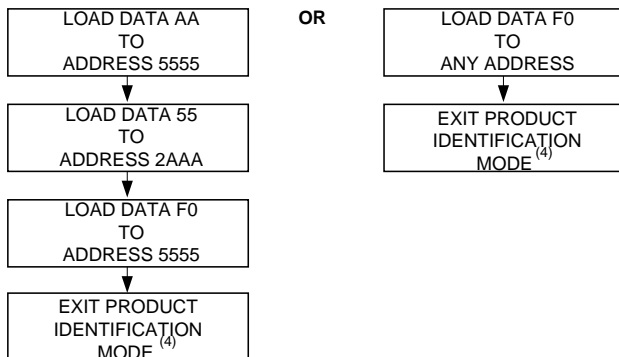 LOAD DATA AA
TO
ADDRESS 5555
LOAD DATA 55
TO
ADDRESS 2AAA
LOAD DATA F0
TO
ADDRESS 5555
EXIT PRODUCT
IDENTIFICATION
MODE (4)
OR
LOAD DATA F0
TO
ANY ADDRESS
EXIT PRODUCT
IDENTIFICATION
MODE (4)